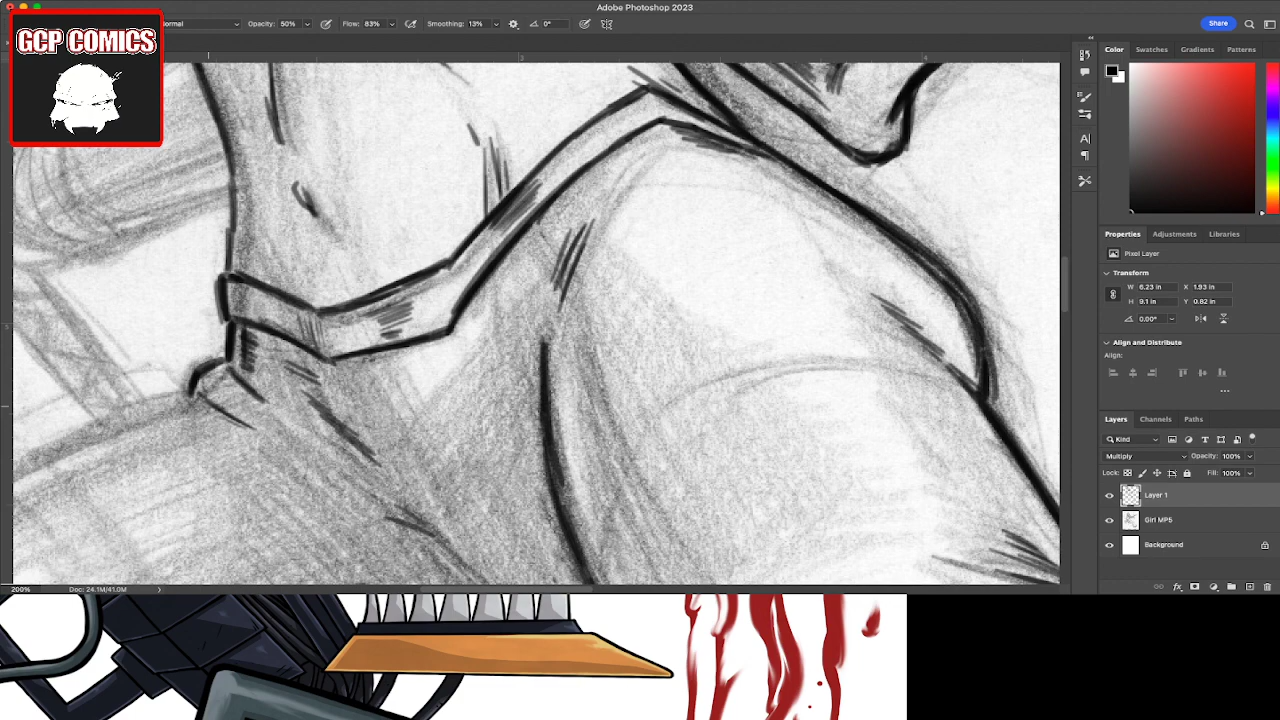 Adobe Photoshop 2023
GCP COMICS
Opacity: 50% Flow: 83% Smoothing: 13% 0°
Share
Color Swatches Gradients Patterns
Properties Adjustments Libraries
Pixel Layer
Transform
W 6.23 in X 1.93 in
H 9.1 in Y 0.82 in
0.00°
Align and Distribute
Align:
Layers Channels Paths
Kind
Multiply Opacity: 100%
Lock: Fill: 100%
Layer 1
Girl MP5
Background
200% Doc: 24.1M/41.0M